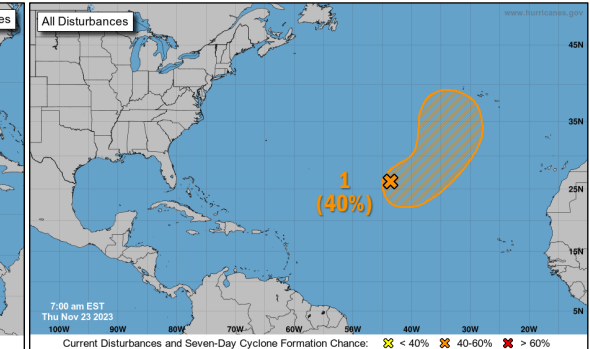 es
All Disturbances
www.hurricanes.gov
45N
35N
1
(40%)
25N
15N
5N
7:00 am EST
Thu Nov 23 2023
100W 90W 80W 70W 60W 50W 40W 30W 20W
Current Disturbances and Seven-Day Cyclone Formation Chance: < 40% 40-60% > 60%